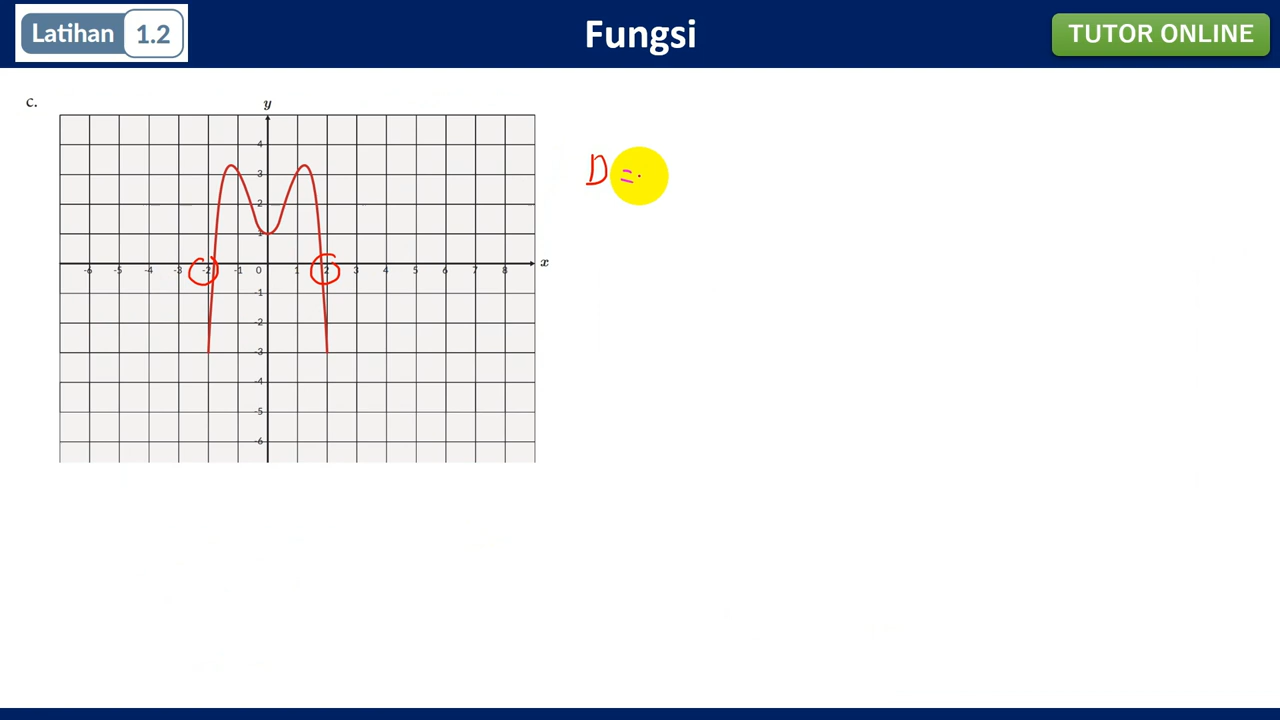 Latihan 1.2
Fungsi
TUTOR ONLINE
c.
y
4
3
2
1
-6 -5 -4 -3 -2 -1 0 1 2 3 4 5 6 7 8 x
-1
-2
-3
-4
-5
-6
D =